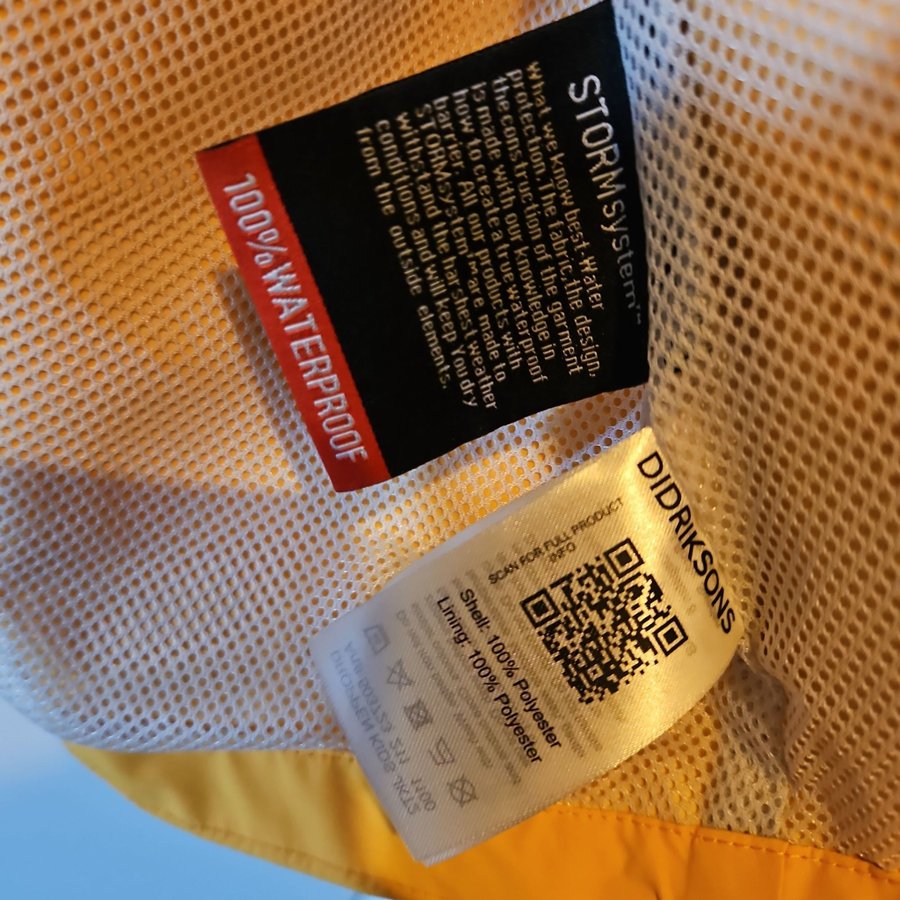 STORMsystem™
What we know best-Water
protection. The fabric, the design,
the construction of the garment
is made with our knowledge in
how to create a true waterproof
barrier. All our products with
STORMsystem™ are made to
withstand the harshest weather
conditions and will keep You dry
from the outside elements.
100% WATERPROOF
DIDRIKSONS
SCAN FOR FULL PRODUCT
INFO
Shell: 100% Polyester
Lining: 100% Polyester